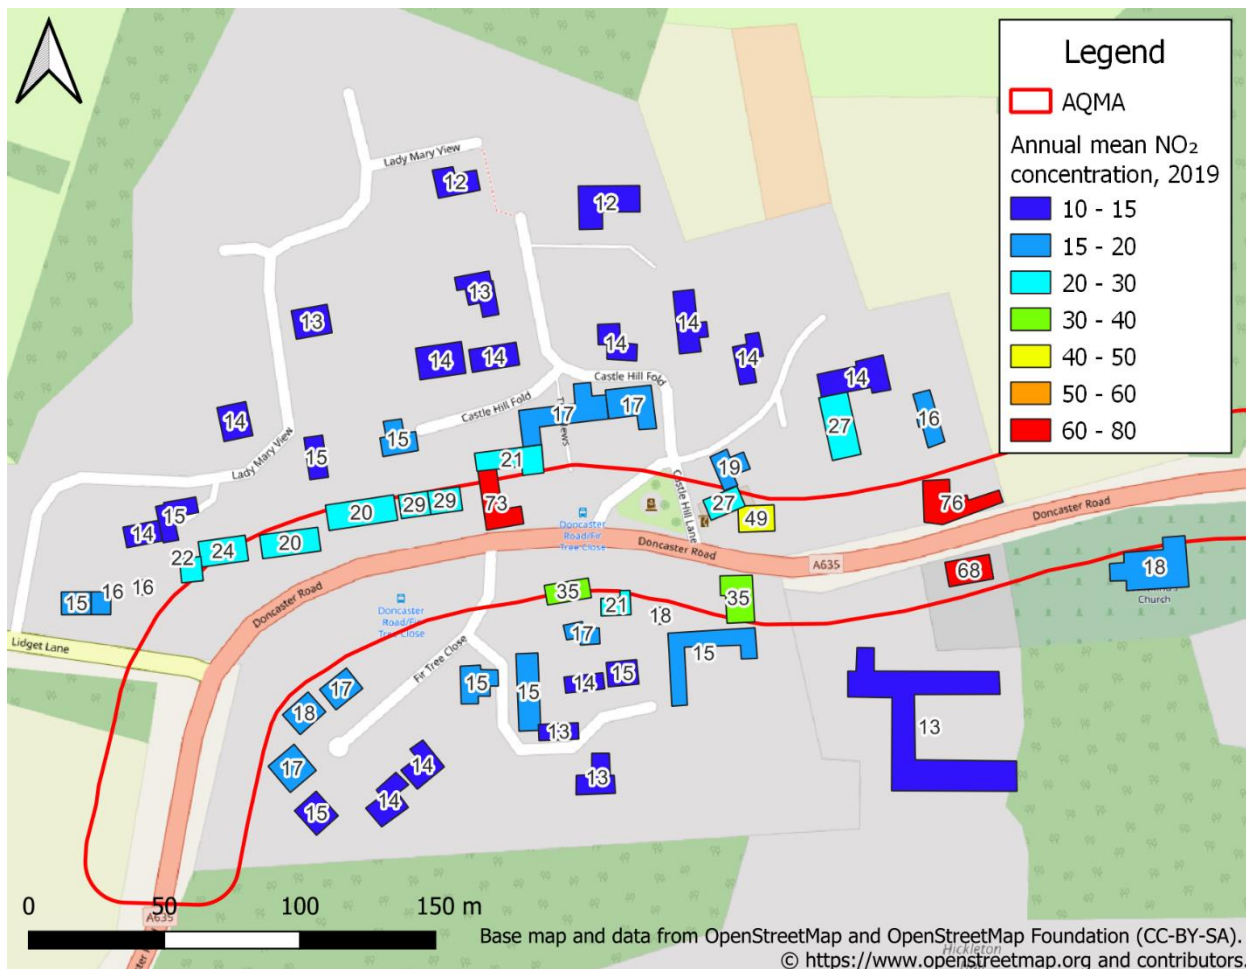 Legend
AQMA
Annual mean NO₂
concentration, 2019
10 - 15
15 - 20
20 - 30
30 - 40
40 - 50
50 - 60
60 - 80
Lady Mary View
12
12
13
13
14
14
14
14
14
14
Castle Hill Fold
27
16
17
17
Castle Hill Fold
14
15
15
Lady Mary View
21
19
73
29
29
20
27
49
76
Castle Hill Lane
Doncaster Road
15
14
20
24
22
Doncaster
Road/Fir
Tree Close
Doncaster Road
A635
68
18
Church
16
16
15
35
21
35
18
Doncaster Road
Doncaster
Road/Fir
Tree Close
17
15
Lidget Lane
Fir Tree Close
15
15
14
15
17
18
13
13
17
14
13
14
15
0
50
100
150 m
A635
Base map and data from OpenStreetMap and OpenStreetMap Foundation (CC-BY-SA).
Hickleton
© https://www.openstreetmap.org and contributors.